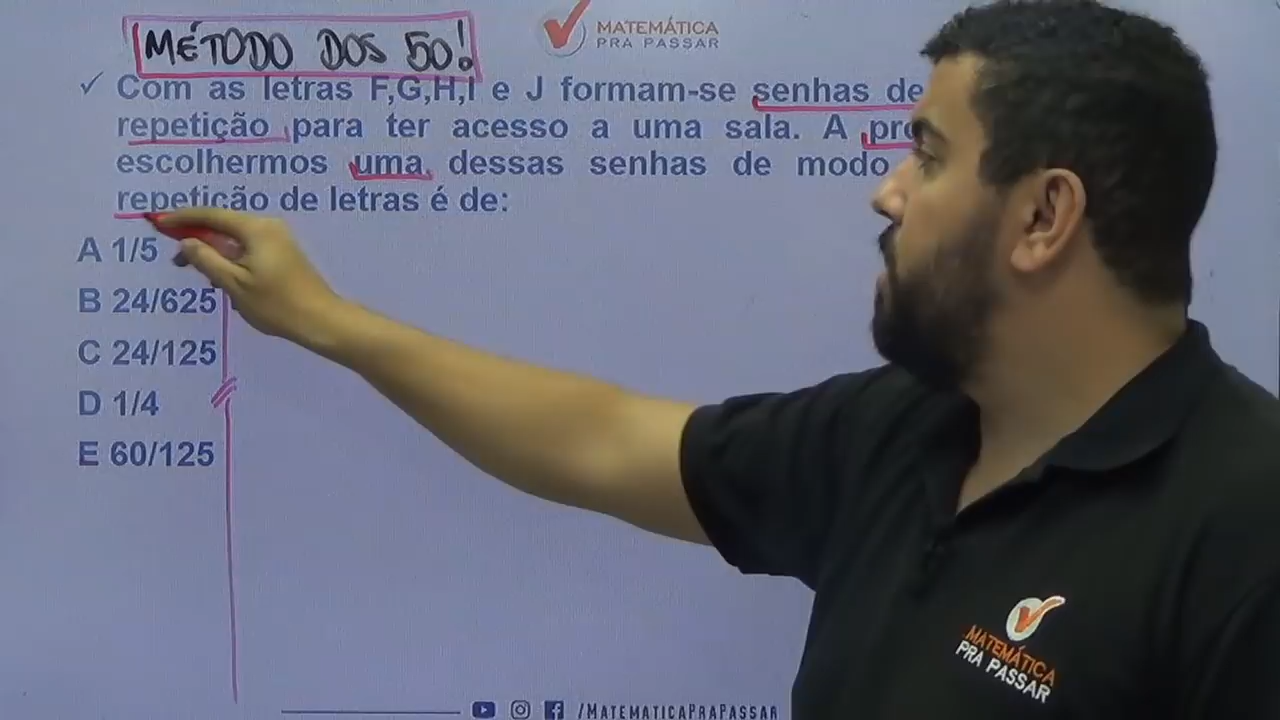 MÉTODO DOS 50!
MATEMÁTICA
PRA PASSAR
✓ Com as letras F,G,H,I e J formam-se senhas de
repetição para ter acesso a uma sala. A pro
escolhermos uma dessas senhas de modo
repetição de letras é de:
A 1/5
B 24/625
C 24/125
D 1/4
E 60/125
MATEMÁTICA
PRA PASSAR
/MATEMATICAPRAPASSAR